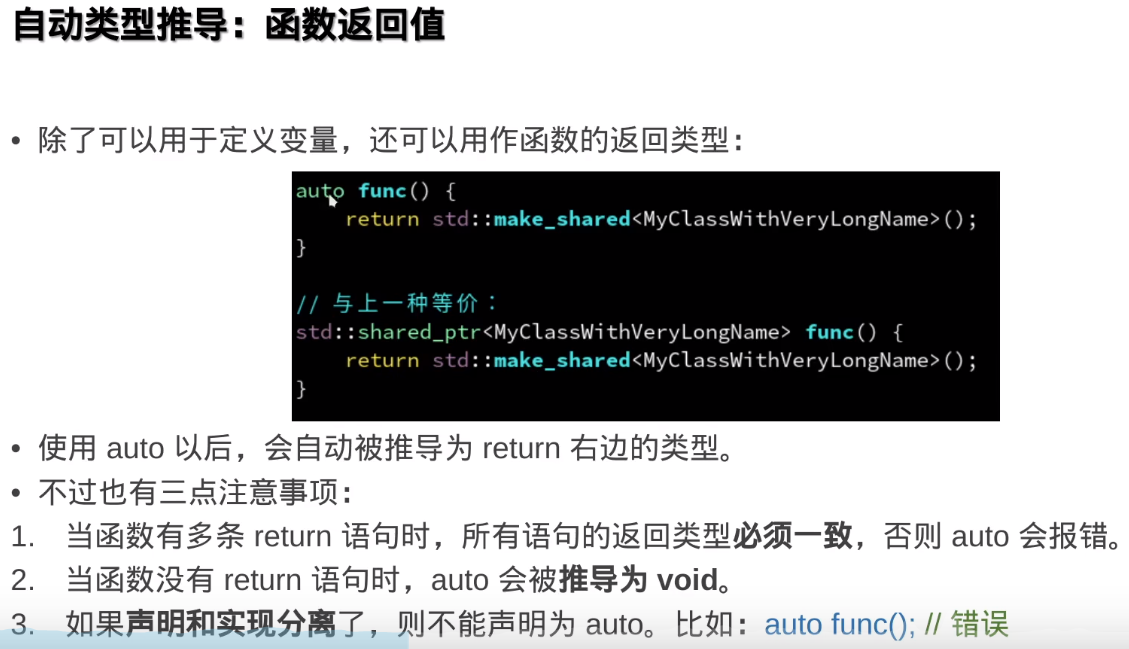 自动类型推导：函数返回值
• 除了可以用于定义变量，还可以用作函数的返回类型：
auto func() {
    return std::make_shared<MyClassWithVeryLongName>();
}
// 与上一种等价：
std::shared_ptr<MyClassWithVeryLongName> func() {
    return std::make_shared<MyClassWithVeryLongName>();
}
• 使用 auto 以后，会自动被推导为 return 右边的类型。
• 不过也有三点注意事项：
1. 当函数有多条 return 语句时，所有语句的返回类型必须一致，否则 auto 会报错。
2. 当函数没有 return 语句时，auto 会被推导为 void。
3. 如果声明和实现分离了，则不能声明为 auto。比如：auto func(); // 错误